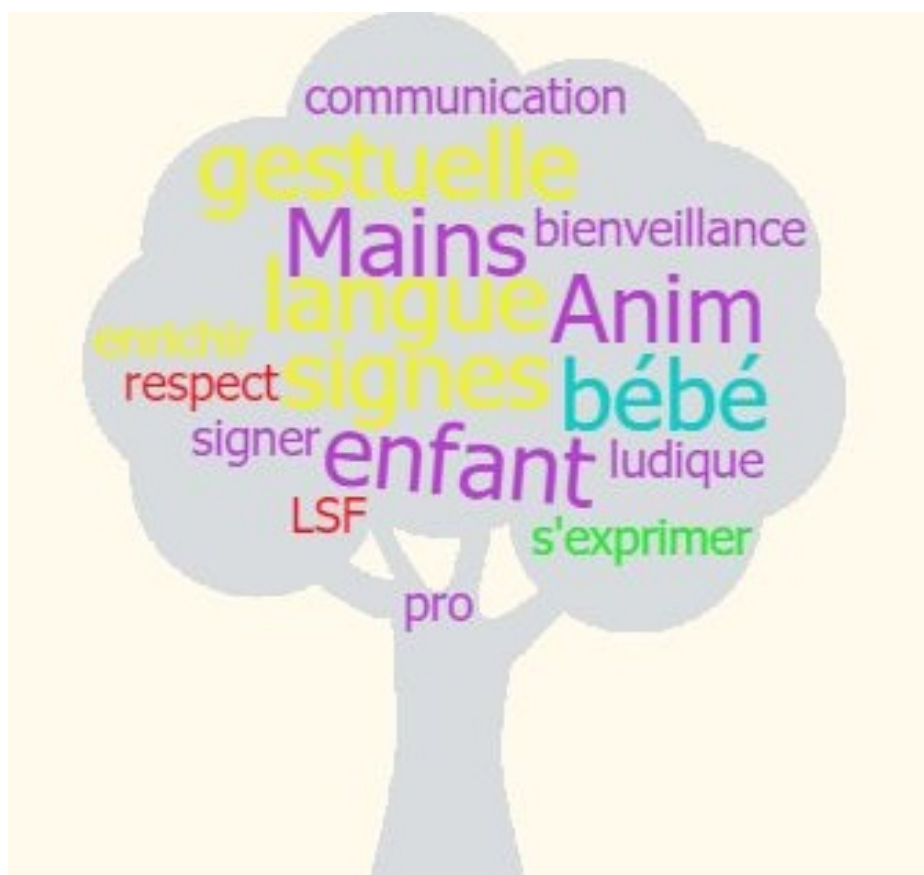 communication
gestuelle
Mains bienveillance
langue Anim
enrichir
respect signes bébé
signer enfant ludique
LSF s'exprimer
pro